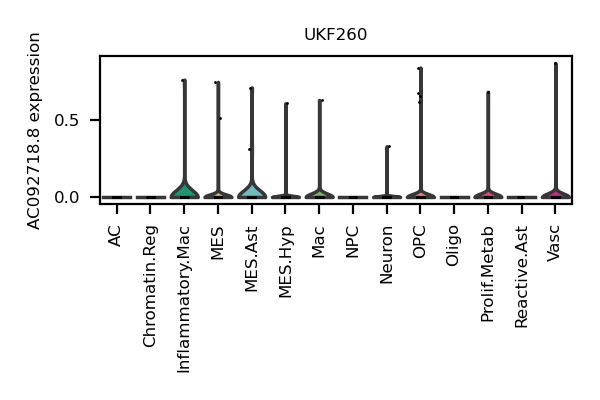 UKF260
AC092718.8 expression
0.5
0.0
AC
Chromatin.Reg
Inflammatory.Mac
MES
MES.Ast
MES.Hyp
Mac
NPC
Neuron
OPC
Oligo
Prolif.Metab
Reactive.Ast
Vasc